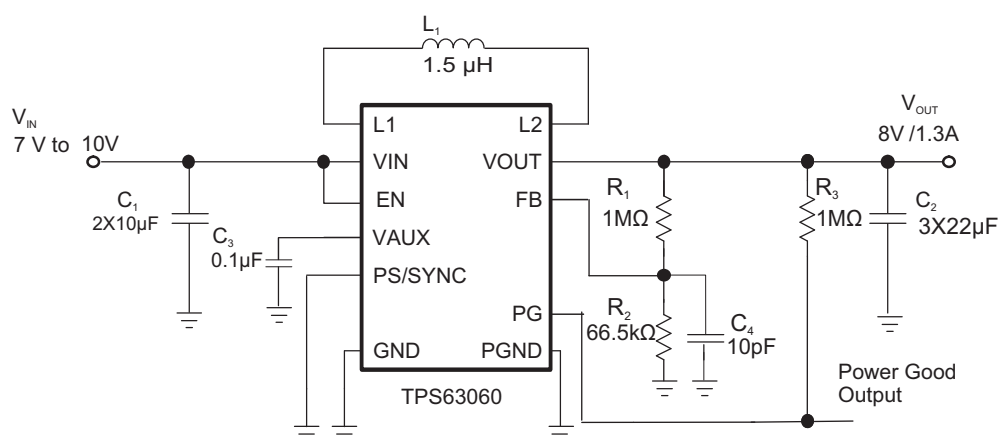 L₁
1.5 µH
V_IN
7 V to 10V
V_OUT
8V /1.3A
L1
L2
VIN
VOUT
EN
FB
VAUX
PS/SYNC
PG
GND
PGND
TPS63060
C₁
2X10µF
C₃
0.1µF
R₁
1MΩ
R₃
1MΩ
C₂
3X22µF
R₂
66.5kΩ
C₄
10pF
Power Good
Output